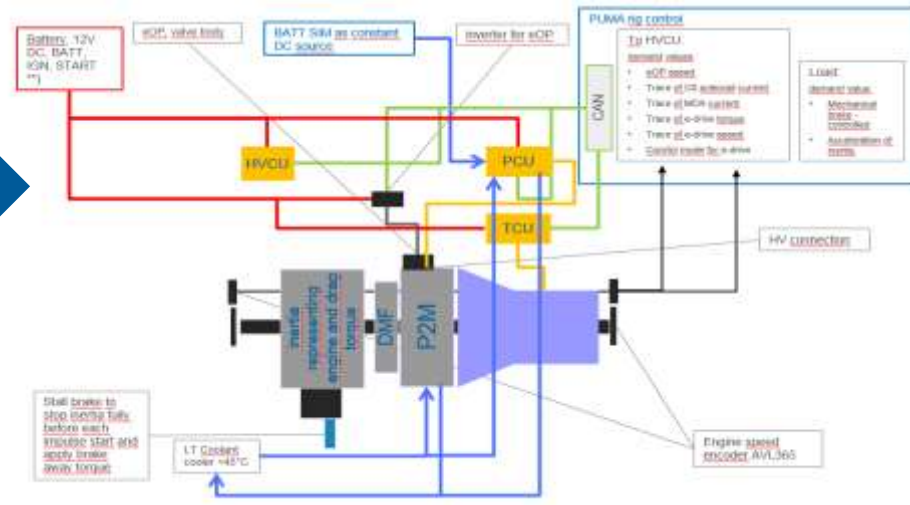 Battery, 12V
DC, BATT,
IGN, START
**)
eOP, valve body
BATT SIM as constant
DC source
inverter for eOP
PUMA rig control
To HVCU:
demand values
• eOP speed
• Trace of C0 solenoid current
• Trace of MCR current
• Trace of e-drive torque
• Trace of e-drive speed
• Control mode for e-drive
Load:
demand value
• Mechanical
brake -
controlled
• Acceleration of
inertia
CAN
HVCU
PCU
TCU
HV connection
Inertia
representing
engine and drag
torque
DMF
P2M
Stall brake to
stop inertia fully
before each
impulse start and
apply brake
away torque
LT Coolant
cooler ~45°C
Engine speed
encoder AVL365